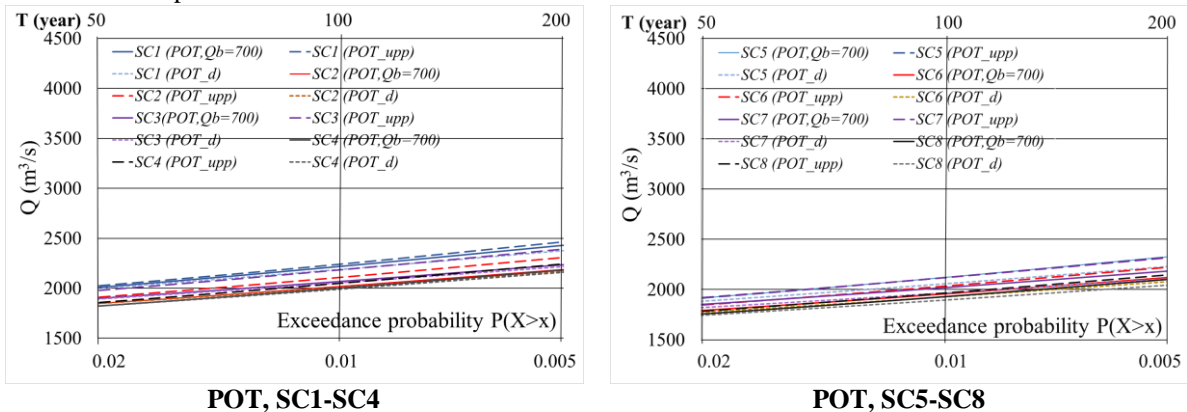 T (year) 50 100 200
4500
SC1 (POT,Qb=700) SC1 (POT_upp)
4000
SC1 (POT_d) SC2 (POT,Qb=700)
SC2 (POT_upp) SC2 (POT_d)
3500
SC3(POT,Qb=700) SC3 (POT_upp)
SC3 (POT_d) SC4 (POT,Qb=700)
SC4 (POT_upp) SC4 (POT_d)
3000
Q (m³/s)
2500
2000
Exceedance probability P(X>x)
1500
0.02 0.01 0.005
POT, SC1-SC4
T (year) 50 100 200
4500
SC5 (POT,Qb=700) SC5 (POT_upp)
4000
SC5 (POT_d) SC6 (POT,Qb=700)
SC6 (POT_upp) SC6 (POT_d)
3500
SC7 (POT,Qb=700) SC7 (POT_upp)
SC7 (POT_d) SC8 (POT,Qb=700)
SC8 (POT_upp) SC8 (POT_d)
3000
Q (m³/s)
2500
2000
Exceedance probability P(X>x)
1500
0.02 0.01 0.005
POT, SC5-SC8